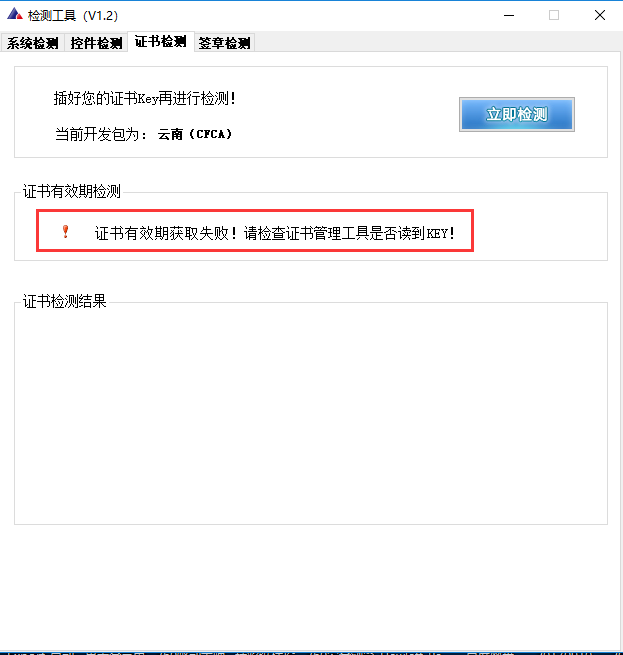 检测工具（V1.2）
系统检测 控件检测 证书检测 签章检测
插好您的证书Key再进行检测！
立即检测
当前开发包为： 云南（CFCA）
证书有效期检测
证书有效期获取失败！请检查证书管理工具是否读到KEY！
证书检测结果